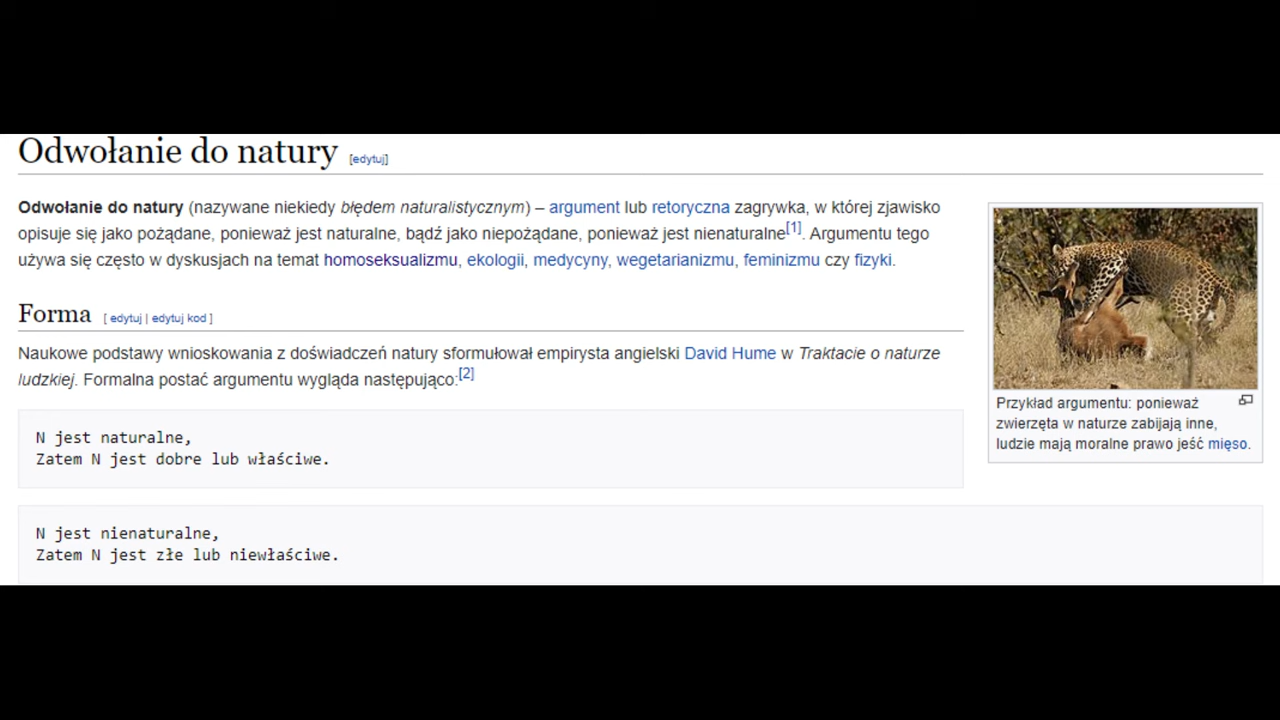 Odwołanie do natury [edytuj]
Odwołanie do natury (nazywane niekiedy błędem naturalistycznym) – argument lub retoryczna zagrywka, w której zjawisko
opisuje się jako pożądane, ponieważ jest naturalne, bądź jako niepożądane, ponieważ jest nienaturalne[1]. Argumentu tego
używa się często w dyskusjach na temat homoseksualizmu, ekologii, medycyny, wegetarianizmu, feminizmu czy fizyki.
Forma [ edytuj | edytuj kod ]
Naukowe podstawy wnioskowania z doświadczeń natury sformułował empirysta angielski David Hume w Traktacie o naturze
ludzkiej. Formalna postać argumentu wygląda następująco:[2]
N jest naturalne,
Zatem N jest dobre lub właściwe.
N jest nienaturalne,
Zatem N jest złe lub niewłaściwe.
Przykład argumentu: ponieważ
zwierzęta w naturze zabijają inne,
ludzie mają moralne prawo jeść mięso.